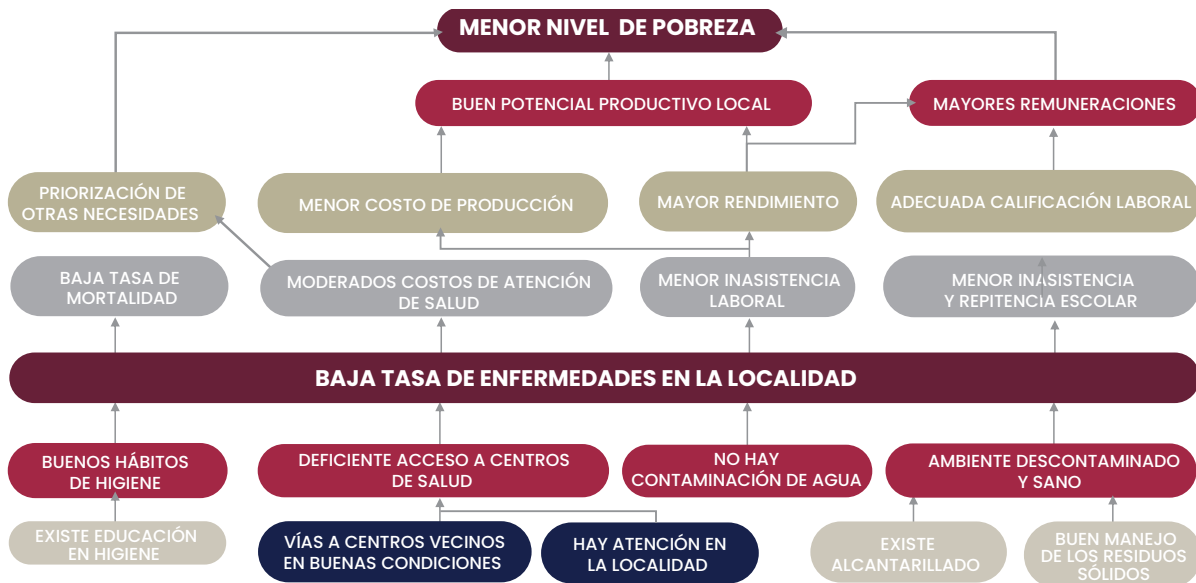 MENOR NIVEL DE POBREZA
BUEN POTENCIAL PRODUCTIVO LOCAL
MAYORES REMUNERACIONES
PRIORIZACIÓN DE
OTRAS NECESIDADES
MENOR COSTO DE PRODUCCIÓN
MAYOR RENDIMIENTO
ADECUADA CALIFICACIÓN LABORAL
BAJA TASA DE
MORTALIDAD
MODERADOS COSTOS DE ATENCIÓN
DE SALUD
MENOR INASISTENCIA
LABORAL
MENOR INASISTENCIA
Y REPITENCIA ESCOLAR
BAJA TASA DE ENFERMEDADES EN LA LOCALIDAD
BUENOS HÁBITOS
DE HIGIENE
DEFICIENTE ACCESO A CENTROS
DE SALUD
NO HAY
CONTAMINACIÓN DE AGUA
AMBIENTE DESCONTAMINADO
Y SANO
EXISTE EDUCACIÓN
EN HIGIENE
VÍAS A CENTROS VECINOS
EN BUENAS CONDICIONES
HAY ATENCIÓN EN
LA LOCALIDAD
EXISTE
ALCANTARILLADO
BUEN MANEJO
DE LOS RESIDUOS
SÓLIDOS